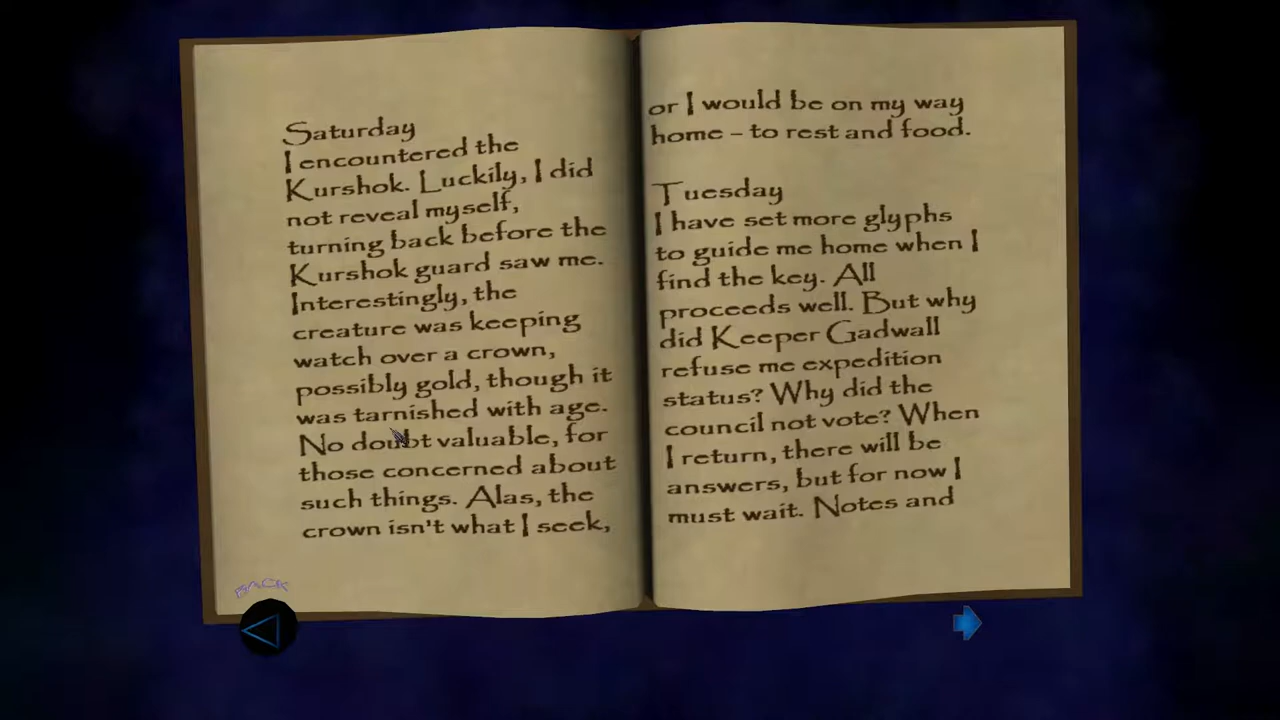 Saturday
I encountered the
Kurshok. Luckily, I did
not reveal myself,
turning back before the
Kurshok guard saw me.
Interestingly, the
creature was keeping
watch over a crown,
possibly gold, though it
was tarnished with age.
No doubt valuable, for
those concerned about
such things. Alas, the
crown isn't what I seek,
or I would be on my way
home - to rest and food.
Tuesday
I have set more glyphs
to guide me home when I
find the key. All
proceeds well. But why
did Keeper Gadwall
refuse me expedition
status? Why did the
council not vote? When
I return, there will be
answers, but for now I
must wait. Notes and
BACK